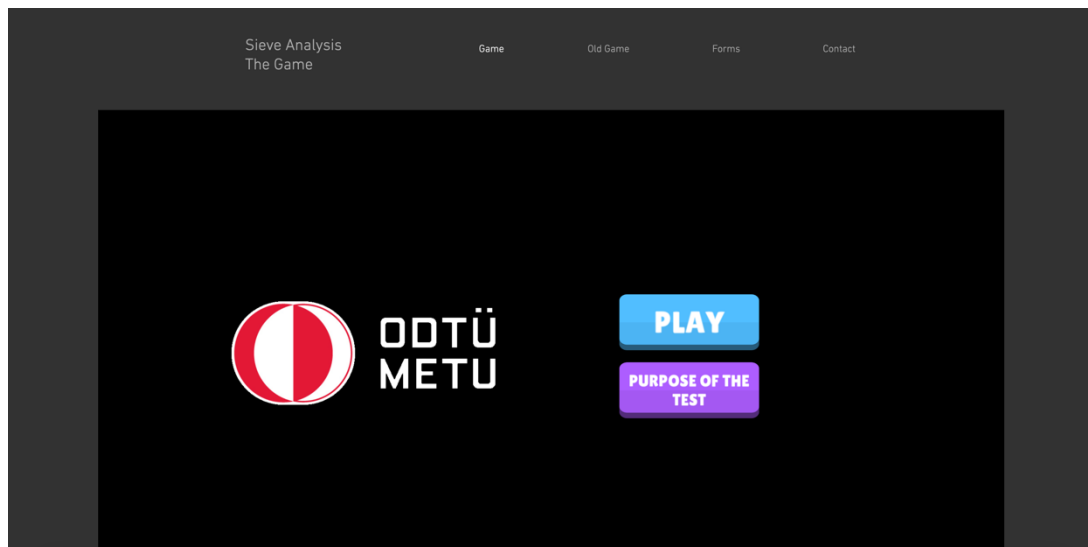 Sieve Analysis
The Game
Game
Old Game
Forms
Contact
ODTÜ
METU
PLAY
PURPOSE OF THE
TEST